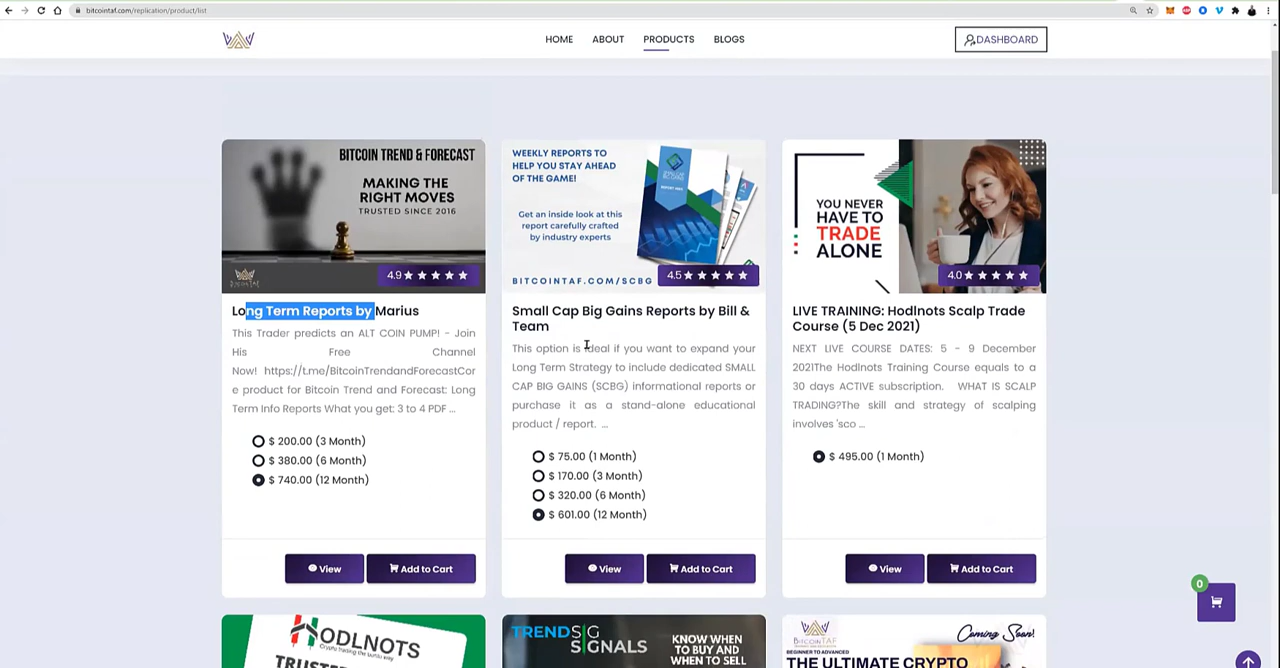 bitcointaf.com/replication/product/list
HOME ABOUT PRODUCTS BLOGS
DASHBOARD
BITCOIN TREND & FORECAST
MAKING THE
RIGHT MOVES
TRUSTED SINCE 2016
4.9
Long Term Reports by Marius
This Trader predicts an ALT COIN PUMP! - Join
His Free Channel
Now! https://t.me/BitcoinTrendandForecastCor
e product for Bitcoin Trend and Forecast: Long
Term Info Reports What you get: 3 to 4 PDF ...
$ 200.00 (3 Month)
$ 380.00 (6 Month)
$ 740.00 (12 Month)
View
Add to Cart
WEEKLY REPORTS TO
HELP YOU STAY AHEAD
OF THE GAME!
Get an inside look at this
report carefully crafted
by industry experts
BITCOINTAF.COM/SCBG
4.5
Small Cap Big Gains Reports by Bill &
Team
This option is ideal if you want to expand your
Long Term Strategy to include dedicated SMALL
CAP BIG GAINS (SCBG) informational reports or
purchase it as a stand-alone educational
product / report. ...
$ 75.00 (1 Month)
$ 170.00 (3 Month)
$ 320.00 (6 Month)
$ 601.00 (12 Month)
View
Add to Cart
YOU NEVER
HAVE TO
TRADE
ALONE
4.0
LIVE TRAINING: Hodlnots Scalp Trade
Course (5 Dec 2021)
NEXT LIVE COURSE DATES: 5 - 9 December
2021The Hodlnots Training Course equals to a
30 days ACTIVE subscription. WHAT IS SCALP
TRADING?The skill and strategy of scalping
involves 'sco ...
$ 495.00 (1 Month)
View
Add to Cart
0
HODLNOTS
TRENDSIGNALS
KNOW WHEN
TO BUY AND
WHEN TO SELL
BITCOINTAF
Coming Soon!
BEGINNER TO ADVANCED
THE ULTIMATE CRYPTO